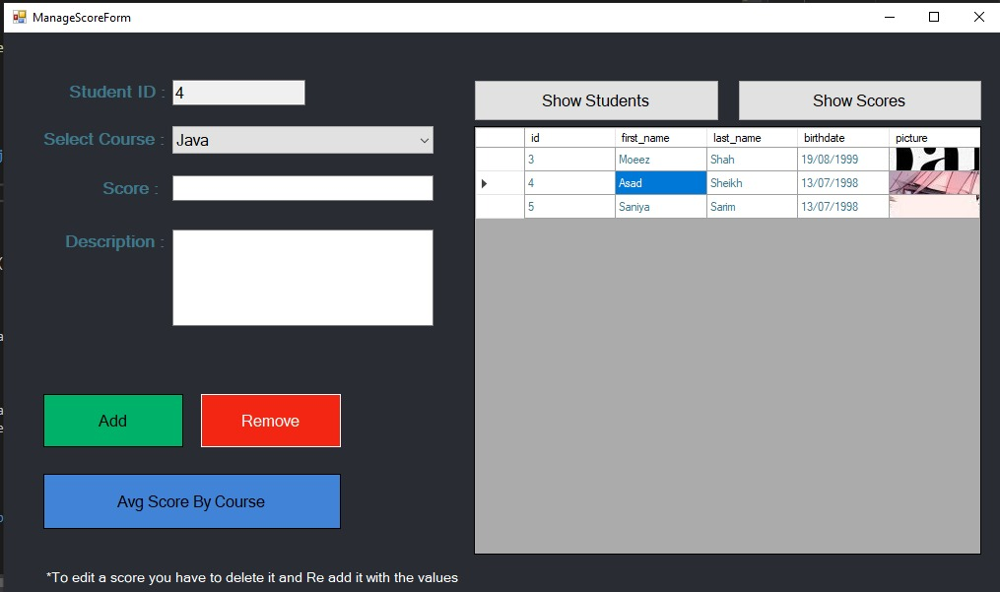 ManageScoreForm
Student ID : 4
Select Course : Java
Score :
Description :
Add Remove
Avg Score By Course
*To edit a score you have to delete it and Re add it with the values
Show Students Show Scores
id first_name last_name birthdate picture
3 Moeez Shah 19/08/1999
4 Asad Sheikh 13/07/1998
5 Saniya Sarim 13/07/1998